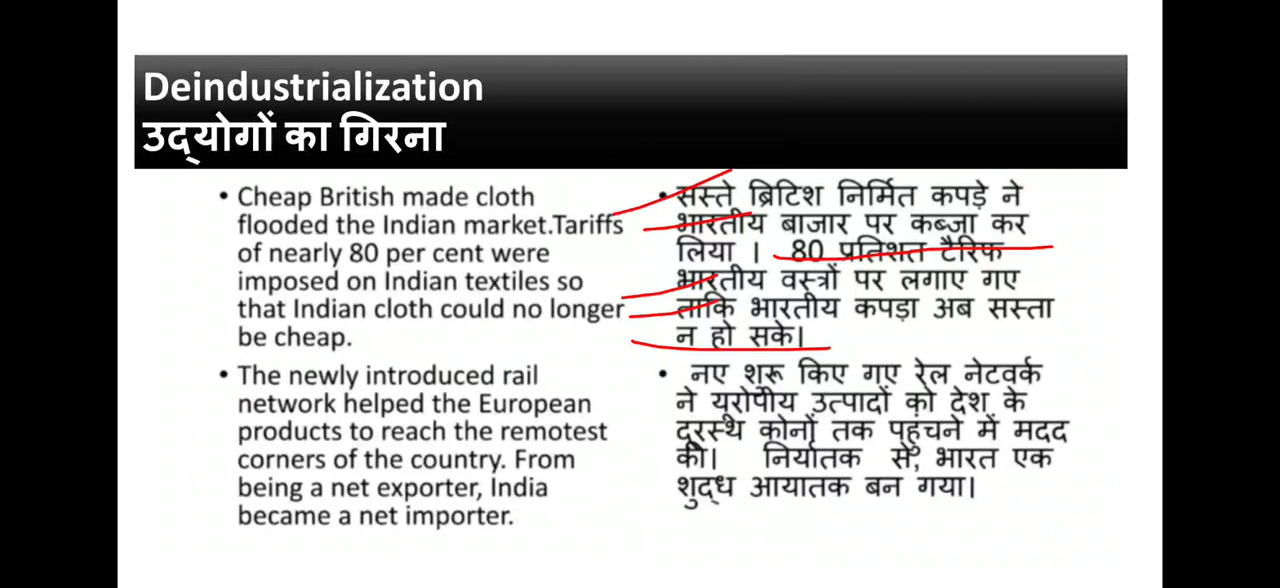 Deindustrialization
उद्योगों का गिरना
• Cheap British made cloth
flooded the Indian market.Tariffs
of nearly 80 per cent were
imposed on Indian textiles so
that Indian cloth could no longer
be cheap.
• The newly introduced rail
network helped the European
products to reach the remotest
corners of the country. From
being a net exporter, India
became a net importer.
• सस्ते ब्रिटिश निर्मित कपड़े ने
भारतीय बाजार पर कब्जा कर
लिया । 80 प्रतिशत टैरिफ
भारतीय वस्त्रों पर लगाए गए
ताकि भारतीय कपड़ा अब सस्ता
न हो सके।
• नए शुरू किए गए रेल नेटवर्क
ने यूरोपीय उत्पादों को देश के
दूरस्थ कोनों तक पहुंचने में मदद
की। निर्यातक से, भारत एक
शुद्ध आयातक बन गया।